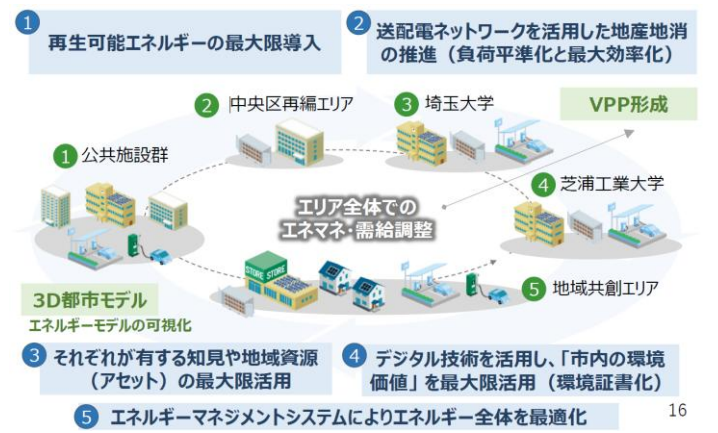 1 再生可能エネルギーの最大限導入
2 送配電ネットワークを活用した地産地消
の推進（負荷平準化と最大効率化）
2 中央区再編エリア
3 埼玉大学
VPP形成
1 公共施設群
4 芝浦工業大学
エリア全体での
エネマネ・需給調整
STORE STORE
5 地域共創エリア
3D都市モデル
エネルギーモデルの可視化
3 それぞれが有する知見や地域資源
（アセット）の最大限活用
4 デジタル技術を活用し、「市内の環境
価値」を最大限活用（環境証書化）
5 エネルギーマネジメントシステムによりエネルギー全体を最適化
16